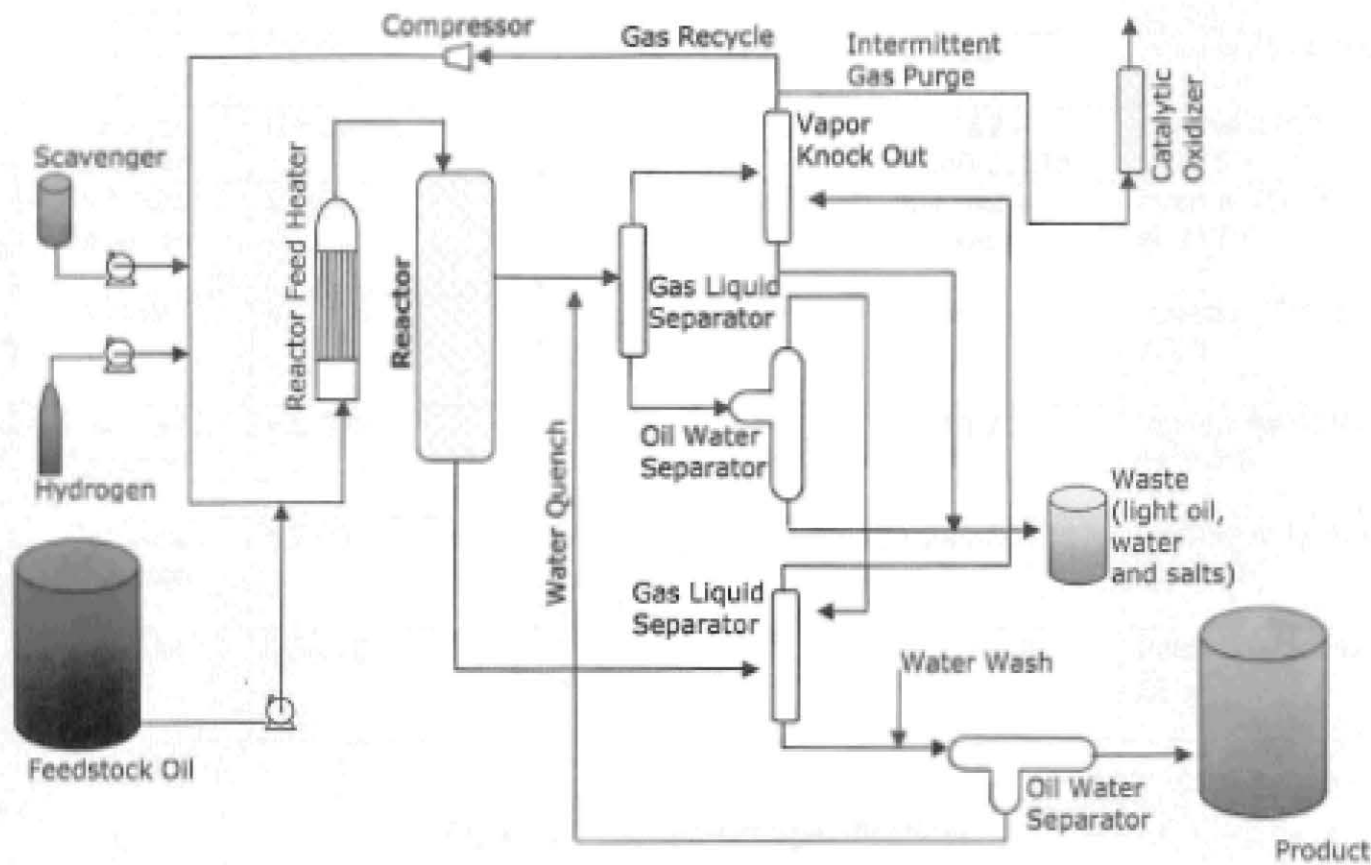 Compressor
Gas Recycle
Intermittent
Gas Purge
Catalytic
Oxidizer
Vapor
Knock Out
Scavenger
Reactor Feed Heater
Reactor
Gas Liquid
Separator
Hydrogen
Oil Water
Separator
Water Quench
Waste
(light oil,
water
and salts)
Gas Liquid
Separator
Water Wash
Feedstock Oil
Oil Water
Separator
Product